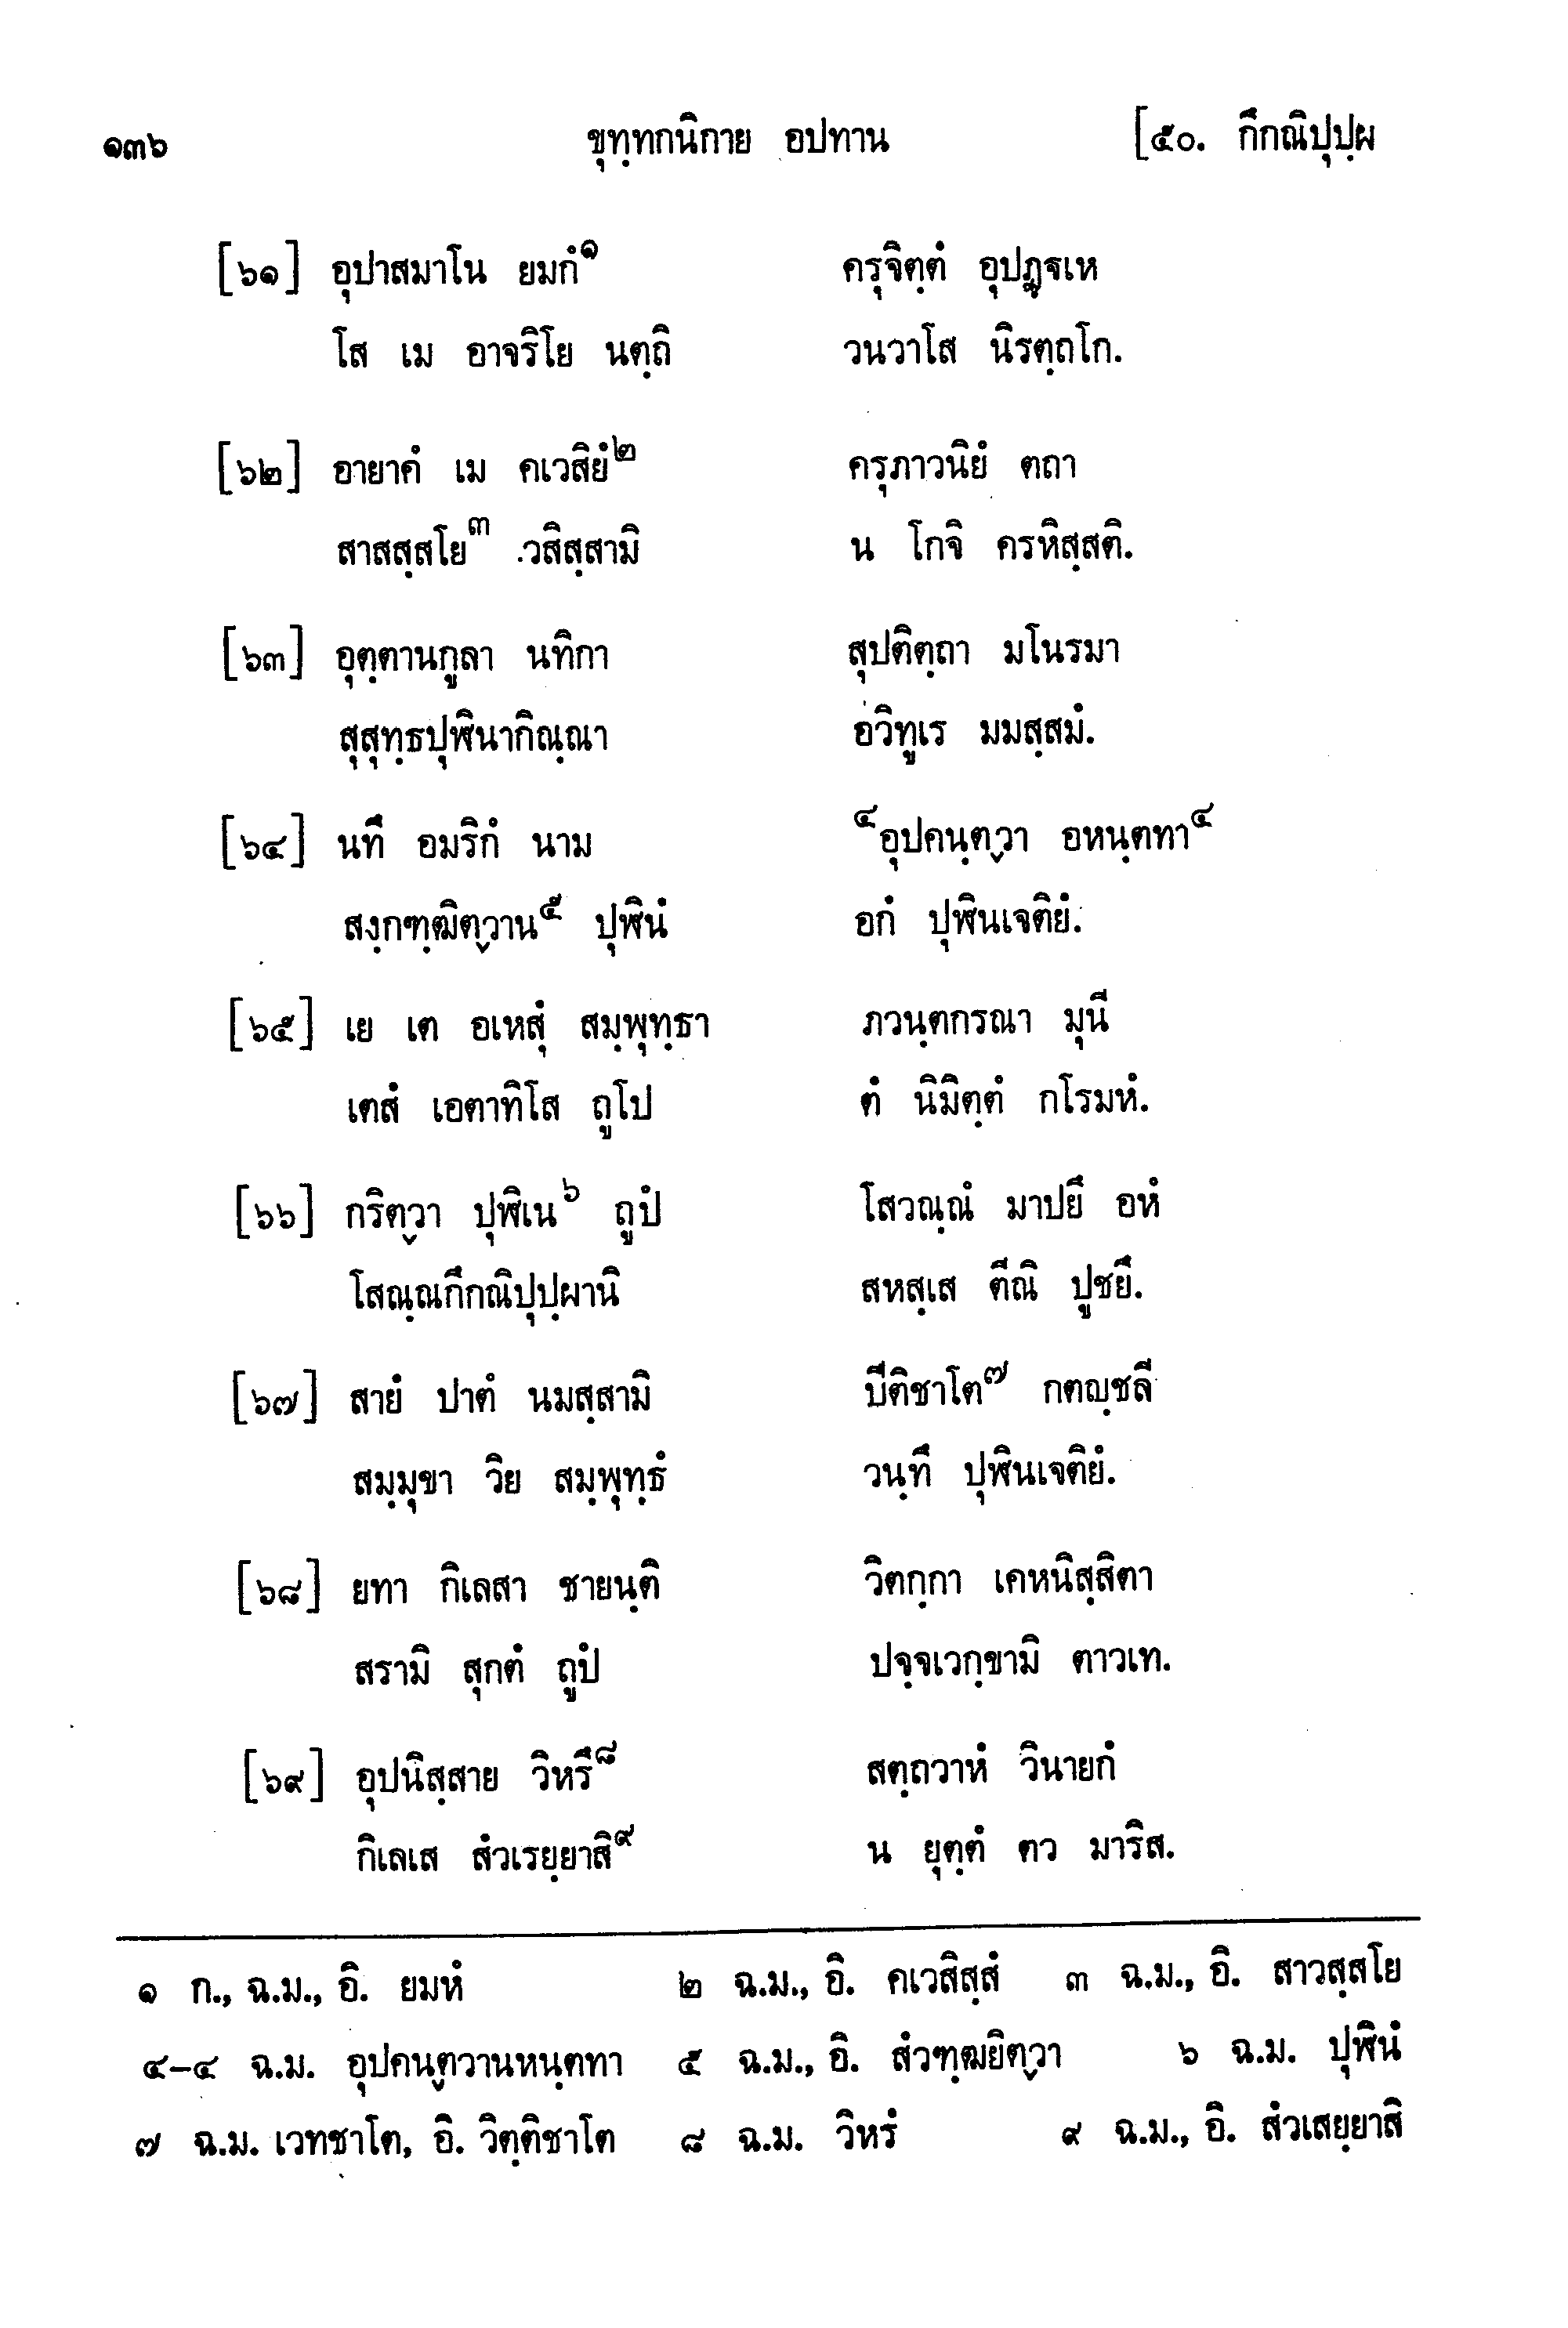 ๑๓๖ ขุทฺทกนิกาย อปทาน [๕๐. กึกณิปุปฺผ
[๖๑] อุปาสมาโน ยมกํ๑ ครุจิตฺตํ อุปฏฺฐเห
โส เม อาจริโย นตฺถิ วนวาโส นิรตฺถโก.
[๖๒] อายาคํ เม คเวสิยํ๒ ครุภาวนิยํ ตถา
สาสสฺสโย๓ วสิสฺสามิ น โกจิ ครหิสฺสติ.
[๖๓] อุตฺตานกูลา นทิกา สุปติตฺถา มโนรมา
สุสุทฺธปุฬินากิณฺณา อวิทูเร มมสฺสมํ.
[๖๔] นทึ อมริกํ นาม ๔อุปคนฺตฺวา อหนฺตทา๔
สงฺกฑฺฒิตฺวาน๕ ปุฬินํ อกํ ปุฬินเจติยํ.
[๖๕] เย เต อเหสุํ สมฺพุทฺธา ภวนฺตกรณา มุนี
เตสํ เอตาทิโส ถูโป ตํ นิมิตฺตํ กโรมหํ.
[๖๖] กริตฺวา ปุฬิเน๖ ถูปํ โสวณฺณํ มาปยึ อหํ
โสณฺณกึกณิปุปฺผานิ สหสฺเส ตีณิ ปูชยึ.
[๖๗] สายํ ปาตํ นมสฺสามิ ปีติชาโต๗ กตญฺชลี
สมฺมุขา วิย สมฺพุทฺธํ วนฺทึ ปุฬินเจติยํ.
[๖๘] ยทา กิเลสา ชายนฺติ วิตกฺกา เคหนิสฺสิตา
สรามิ สุกตํ ถูปํ ปจฺจเวกฺขามิ ตาวเท.
[๖๙] อุปนิสฺสาย วิหรึ๘ สตฺถวาหํ วินายกํ
กิเลเส สํวเรยฺยาสิ๙ น ยุตฺตํ ตว มาริส.
๑ ก., ฉ.ม., อิ. ยมหํ ๒ ฉ.ม., อิ. คเวสิสฺสํ ๓ ฉ.ม., อิ. สาวสฺสโย
๔-๔ ฉ.ม. อุปคนตฺูวานหนฺตทา ๕ ฉ.ม., อิ. สํวฑฺฒยิตฺวา ๖ ฉ.ม. ปุฬินํ
๗ ฉ.ม. เวทชาโต, อิ. วิตฺติชาโต ๘ ฉ.ม. วิหรํ ๙ ฉ.ม., อิ. สํวเสยฺยาสิ